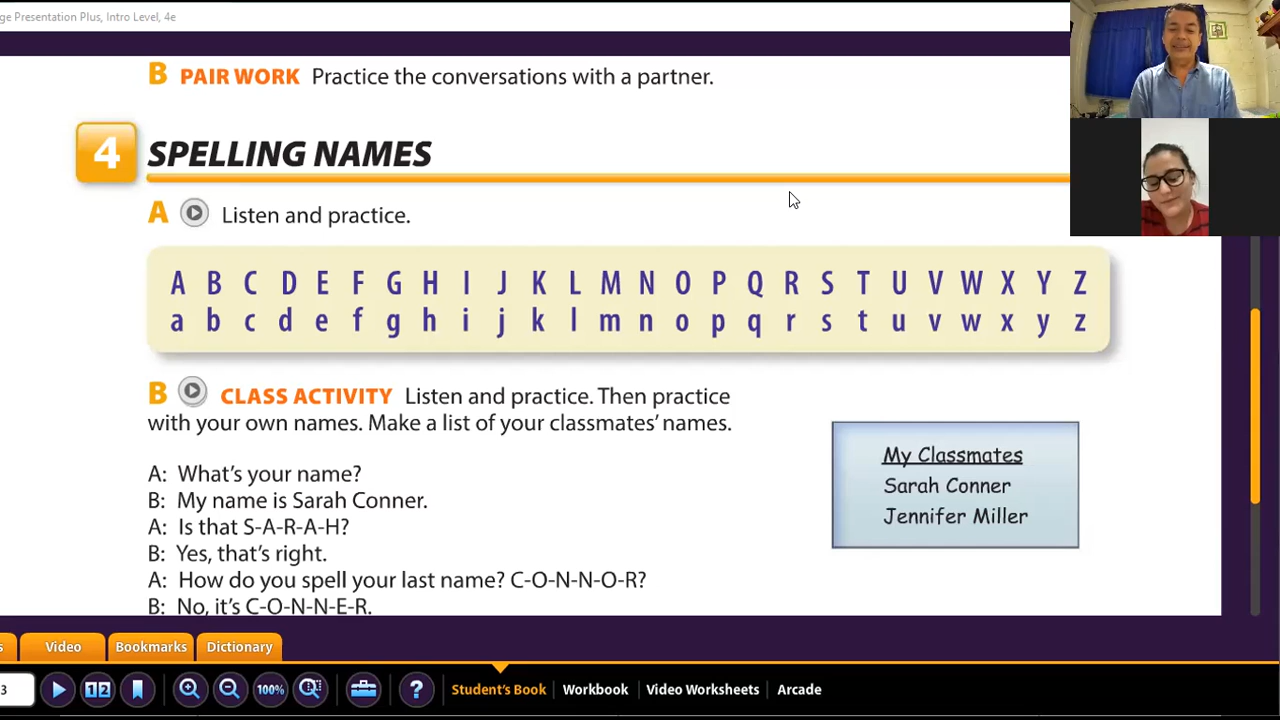 ge Presentation Plus, Intro Level, 4e
B PAIR WORK Practice the conversations with a partner.
4 SPELLING NAMES
A Listen and practice.
A B C D E F G H I J K L M N O P Q R S T U V W X Y Z
a b c d e f g h i j k l m n o p q r s t u v w x y z
B CLASS ACTIVITY Listen and practice. Then practice
with your own names. Make a list of your classmates' names.
A: What's your name?
B: My name is Sarah Conner.
A: Is that S-A-R-A-H?
B: Yes, that's right.
A: How do you spell your last name? C-O-N-N-O-R?
B: No, it's C-O-N-N-E-R.
My Classmates
Sarah Conner
Jennifer Miller
s Video Bookmarks Dictionary
3 12 100% ? Student's Book Workbook Video Worksheets Arcade